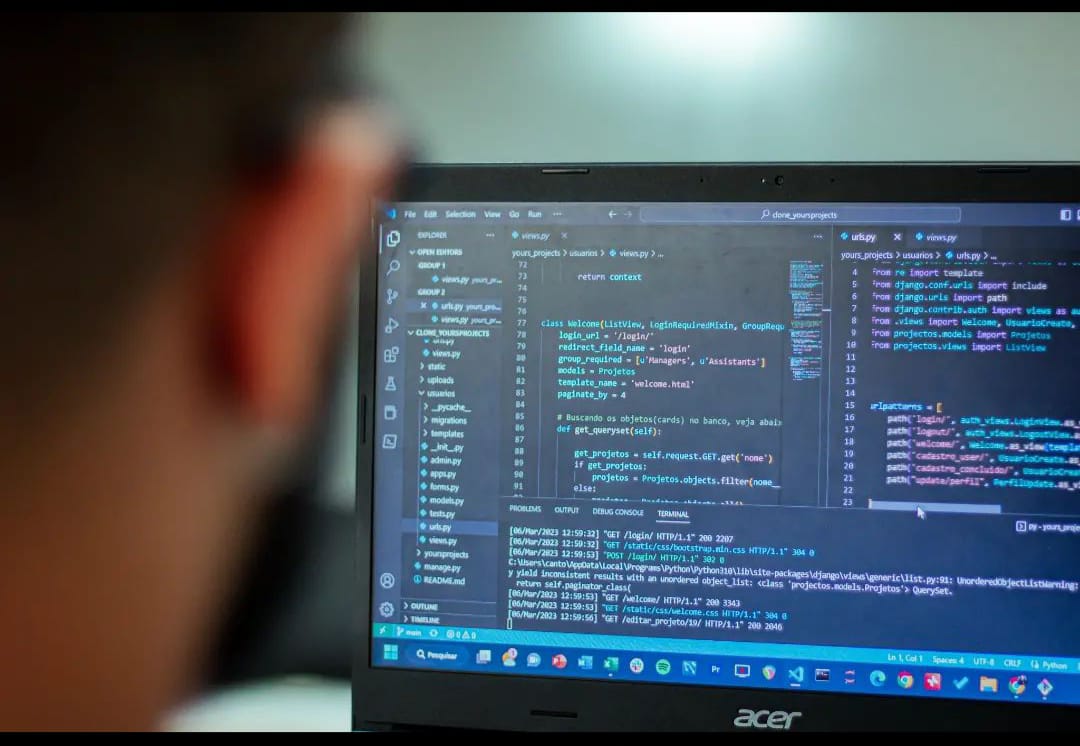 File Edit Selection View Go Run ...
clone_yoursprojects
EXPLORER
OPEN EDITORS
GROUP 1
views.py yours_pr...
GROUP 2
urls.py yours_pro...
views.py yours_pr...
CLONE_YOURSPROJECTS
views.py
static
uploads
usuarios
__pycache__
migrations
templates
__init__.py
admin.py
apps.py
forms.py
models.py
tests.py
urls.py
views.py
yoursprojects
manage.py
README.md
OUTLINE
TIMELINE
views.py
yours_projects > usuarios > views.py > ...
72
73 return context
74
75
76
77 class Welcome(ListView, LoginRequiredMixin, GroupRequ
78 login_url = '/login/'
79 redirect_field_name = 'login'
80 group_required = [u'Managers', u'Assistants']
81 models = Projetos
82 template_name = 'welcome.html'
83 paginate_by = 4
84
85 # Buscando os objetos(cards) no banco, veja abaix
86 def get_queryset(self):
87
88 get_projetos = self.request.GET.get('nome')
89 if get_projetos:
90 projetos = Projetos.objects.filter(nome_
91 else:
urls.py
views.py
yours_projects > usuarios > urls.py > ...
4 from re import template
5 from django.conf.urls import include
6 from django.urls import path
7 from django.contrib.auth import views as au
8 from .views import Welcome, UsuarioCreate,
9 from projectos.models import Projetos
10 from projectos.views import ListView
11
12
13
14
15 urlpatterns = [
16 path('login/', auth_views.LoginView.as_
17 path('logout/', auth_views.LogoutView.as
18 path('welcome/', Welcome.as_view(templa
19 path('cadastro_user/', UsuarioCreate.as
20 path('cadastro_concluido/', UsuarioCrea
21 path('update/perfil', PerfilUpdate.as_v
22
23
PROBLEMS OUTPUT DEBUG CONSOLE TERMINAL
py - yours_proje
[06/Mar/2023 12:59:32] "GET /login/ HTTP/1.1" 200 2207
[06/Mar/2023 12:59:32] "GET /static/css/bootstrap.min.css HTTP/1.1" 304 0
[06/Mar/2023 12:59:53] "POST /login/ HTTP/1.1" 302 0
C:\Users\canto\AppData\Local\Programs\Python\Python310\lib\site-packages\django\views\generic\list.py:91: UnorderedObjectListWarning:
y yield inconsistent results with an unordered object_list: <class 'projectos.models.Projetos'> QuerySet.
return self.paginator_class(
[06/Mar/2023 12:59:53] "GET /welcome/ HTTP/1.1" 200 3343
[06/Mar/2023 12:59:53] "GET /static/css/welcome.css HTTP/1.1" 304 0
[06/Mar/2023 12:59:56] "GET /editar_projeto/19/ HTTP/1.1" 200 2046
main 0 0
Ln 1, Col 1 Spaces: 4 UTF-8 CRLF Python
Pesquisar
Pr
acer